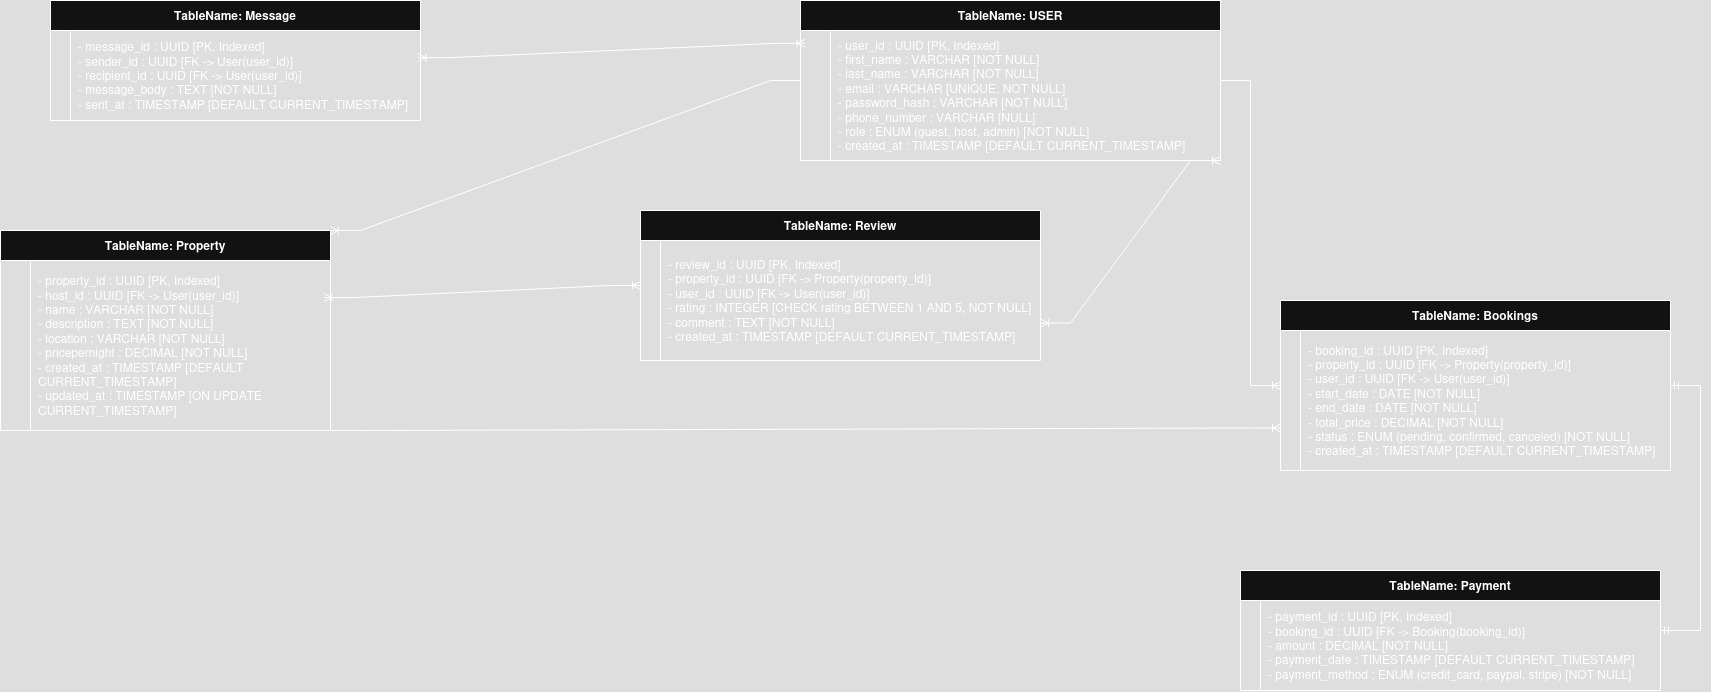 TableName: Message
- message_id : UUID [PK, Indexed]
- sender_id : UUID [FK -> User(user_id)]
- recipient_id : UUID [FK -> User(user_id)]
- message_body : TEXT [NOT NULL]
- sent_at : TIMESTAMP [DEFAULT CURRENT_TIMESTAMP]
TableName: USER
- user_id : UUID [PK, Indexed]
- first_name : VARCHAR [NOT NULL]
- last_name : VARCHAR [NOT NULL]
- email : VARCHAR [UNIQUE, NOT NULL]
- password_hash : VARCHAR [NOT NULL]
- phone_number : VARCHAR [NULL]
- role : ENUM (guest, host, admin) [NOT NULL]
- created_at : TIMESTAMP [DEFAULT CURRENT_TIMESTAMP]
TableName: Property
- property_id : UUID [PK, Indexed]
- host_id : UUID [FK -> User(user_id)]
- name : VARCHAR [NOT NULL]
- description : TEXT [NOT NULL]
- location : VARCHAR [NOT NULL]
- pricepernight : DECIMAL [NOT NULL]
- created_at : TIMESTAMP [DEFAULT
CURRENT_TIMESTAMP]
- updated_at : TIMESTAMP [ON UPDATE
CURRENT_TIMESTAMP]
TableName: Review
- review_id : UUID [PK, Indexed]
- property_id : UUID [FK -> Property(property_id)]
- user_id : UUID [FK -> User(user_id)]
- rating : INTEGER [CHECK rating BETWEEN 1 AND 5, NOT NULL]
- comment : TEXT [NOT NULL]
- created_at : TIMESTAMP [DEFAULT CURRENT_TIMESTAMP]
TableName: Bookings
- booking_id : UUID [PK, Indexed]
- property_id : UUID [FK -> Property(property_id)]
- user_id : UUID [FK -> User(user_id)]
- start_date : DATE [NOT NULL]
- end_date : DATE [NOT NULL]
- total_price : DECIMAL [NOT NULL]
- status : ENUM (pending, confirmed, canceled) [NOT NULL]
- created_at : TIMESTAMP [DEFAULT CURRENT_TIMESTAMP]
TableName: Payment
- payment_id : UUID [PK, Indexed]
- booking_id : UUID [FK -> Booking(booking_id)]
- amount : DECIMAL [NOT NULL]
- payment_date : TIMESTAMP [DEFAULT CURRENT_TIMESTAMP]
- payment_method : ENUM (credit_card, paypal, stripe) [NOT NULL]